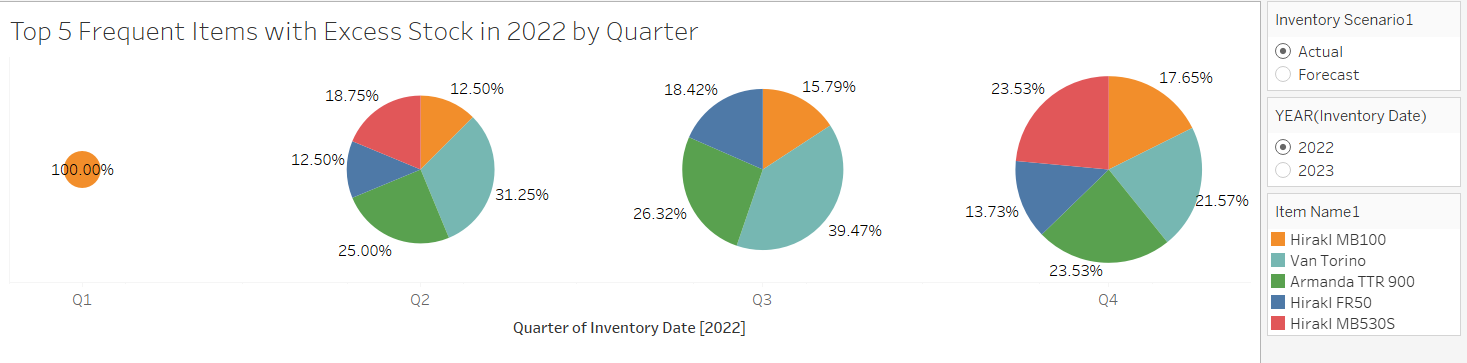 Top 5 Frequent Items with Excess Stock in 2022 by Quarter
100.00%
18.75%
12.50%
12.50%
31.25%
25.00%
18.42%
15.79%
26.32%
39.47%
23.53%
17.65%
13.73%
21.57%
23.53%
Q1
Q2
Q3
Q4
Quarter of Inventory Date [2022]
Inventory Scenario1
Actual
Forecast
YEAR(Inventory Date)
2022
2023
Item Name1
Hirakl MB100
Van Torino
Armanda TTR 900
Hirakl FR50
Hirakl MB530S